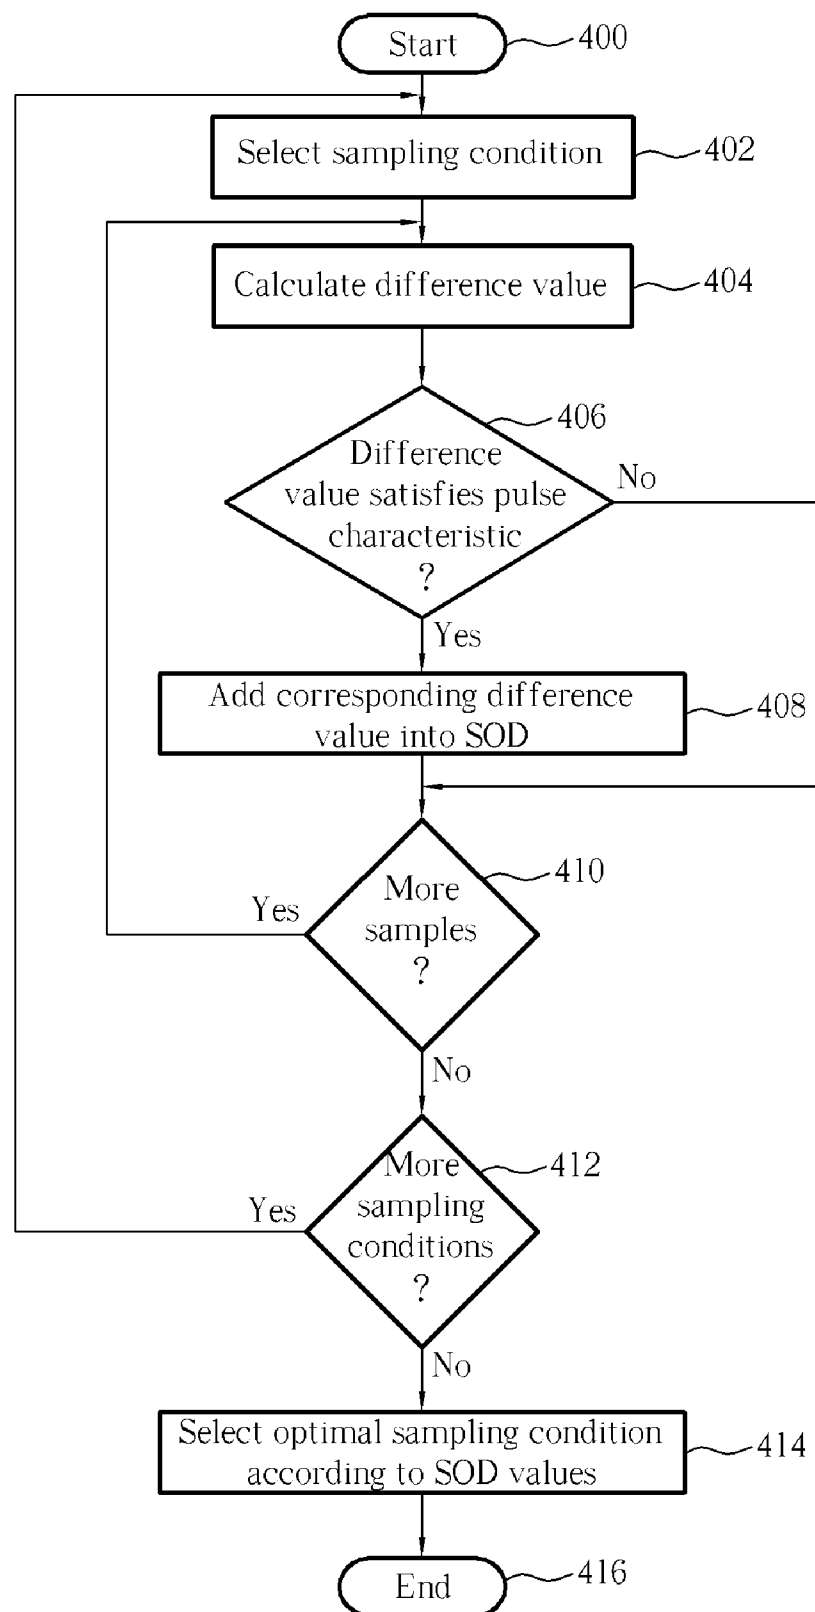 Start
400
Select sampling condition
402
Calculate difference value
404
406
Difference
value satisfies pulse
characteristic
?
No
Yes
Add corresponding difference
value into SOD
408
410
More
samples
?
Yes
No
412
More
sampling
conditions
?
Yes
No
Select optimal sampling condition
according to SOD values
414
End
416